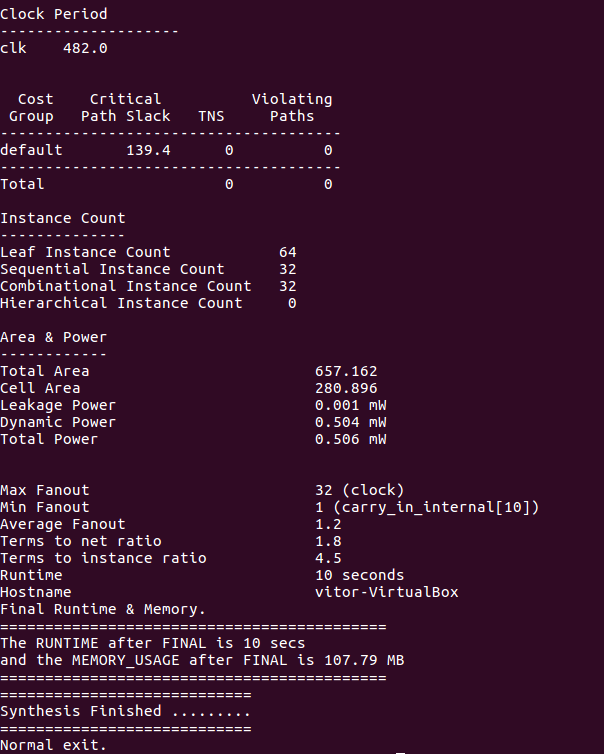 Clock Period
--------------------
clk    482.0
  Cost    Critical          Violating
 Group   Path Slack   TNS     Paths
--------------------------------------
default       139.4     0          0
--------------------------------------
Total                    0          0
Instance Count
--------------
Leaf Instance Count            64
Sequential Instance Count      32
Combinational Instance Count   32
Hierarchical Instance Count     0
Area & Power
------------
Total Area                         657.162
Cell Area                          280.896
Leakage Power                      0.001 mW
Dynamic Power                      0.504 mW
Total Power                        0.506 mW
Max Fanout                         32 (clock)
Min Fanout                         1 (carry_in_internal[10])
Average Fanout                     1.2
Terms to net ratio                 1.8
Terms to instance ratio            4.5
Runtime                            10 seconds
Hostname                           vitor-VirtualBox
Final Runtime & Memory.
===========================================
The RUNTIME after FINAL is 10 secs
and the MEMORY_USAGE after FINAL is 107.79 MB
===========================================
============================
Synthesis Finished .........
============================
Normal exit.